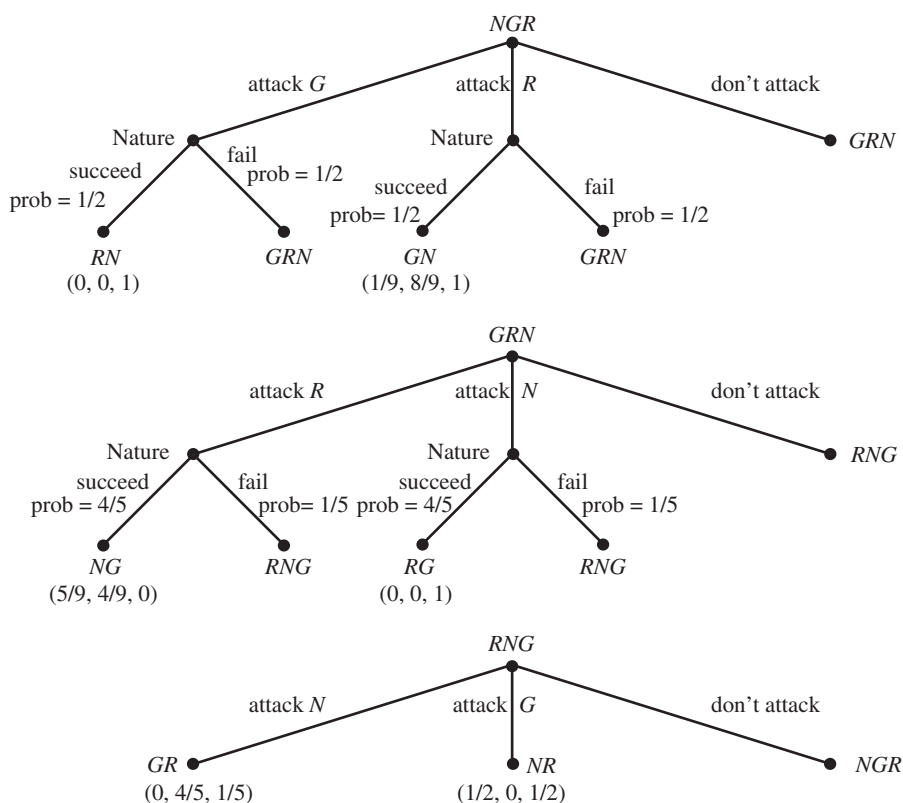 NGR
attack G
attack R
don't attack
Nature
Nature
GRN
succeed
fail
prob = 1/2
prob = 1/2
succeed
prob= 1/2
fail
prob = 1/2
RN
GRN
GN
GRN
(0, 0, 1)
(1/9, 8/9, 1)
GRN
attack R
attack N
don't attack
Nature
Nature
RNG
succeed
prob = 4/5
fail
prob= 1/5
succeed
prob = 4/5
fail
prob = 1/5
NG
RNG
RG
RNG
(5/9, 4/9, 0)
(0, 0, 1)
RNG
attack N
attack G
don't attack
GR
NR
NGR
(0, 4/5, 1/5)
(1/2, 0, 1/2)